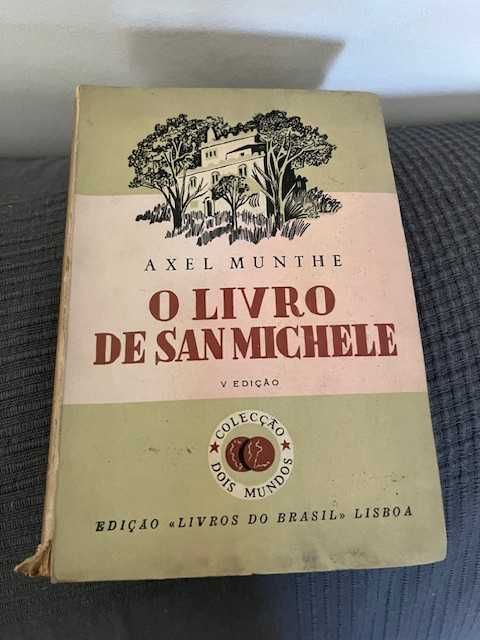 AXEL MUNTHE
O LIVRO
DE SAN MICHELE
V EDIÇÃO
COLECÇÃO
DOIS MUNDOS
EDIÇÃO «LIVROS DO BRASIL» LISBOA